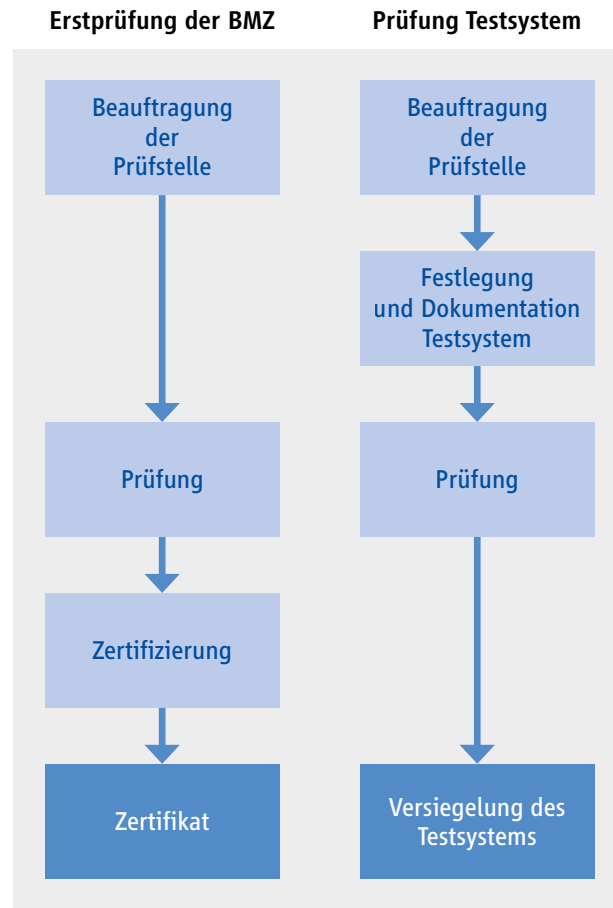 Erstprüfung der BMZ
Beauftragung
der
Prüfstelle
Prüfung
Zertifizierung
Zertifikat
Prüfung Testsystem
Beauftragung
der
Prüfstelle
Festlegung
und Dokumentation
Testsystem
Prüfung
Versiegelung des
Testsystems